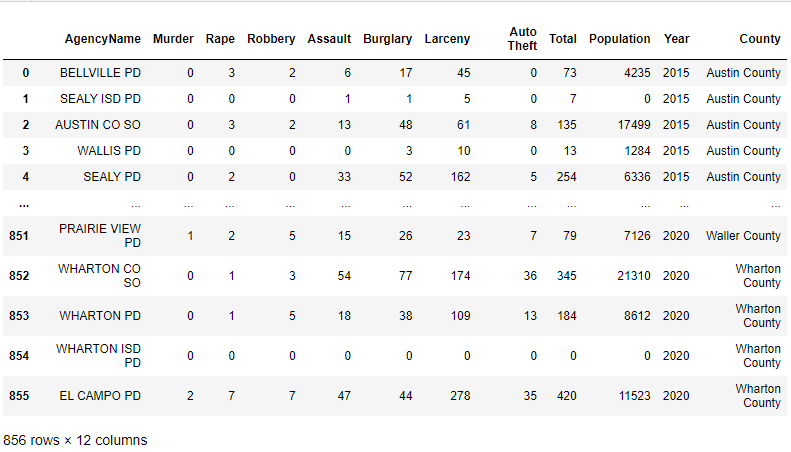 AgencyName Murder Rape Robbery Assault Burglary Larceny Auto Theft Total Population Year County
0 BELLVILLE PD 0 3 2 6 17 45 0 73 4235 2015 Austin County
1 SEALY ISD PD 0 0 0 1 1 5 0 7 0 2015 Austin County
2 AUSTIN CO SO 0 3 2 13 48 61 8 135 17499 2015 Austin County
3 WALLIS PD 0 0 0 0 3 10 0 13 1284 2015 Austin County
4 SEALY PD 0 2 0 33 52 162 5 254 6336 2015 Austin County
... ... ... ... ... ... ... ... ... ... ... ... ...
851 PRAIRIE VIEW PD 1 2 5 15 26 23 7 79 7126 2020 Waller County
852 WHARTON CO SO 0 1 3 54 77 174 36 345 21310 2020 Wharton County
853 WHARTON PD 0 1 5 18 38 109 13 184 8612 2020 Wharton County
854 WHARTON ISD PD 0 0 0 0 0 0 0 0 0 2020 Wharton County
855 EL CAMPO PD 2 7 7 47 44 278 35 420 11523 2020 Wharton County
856 rows × 12 columns